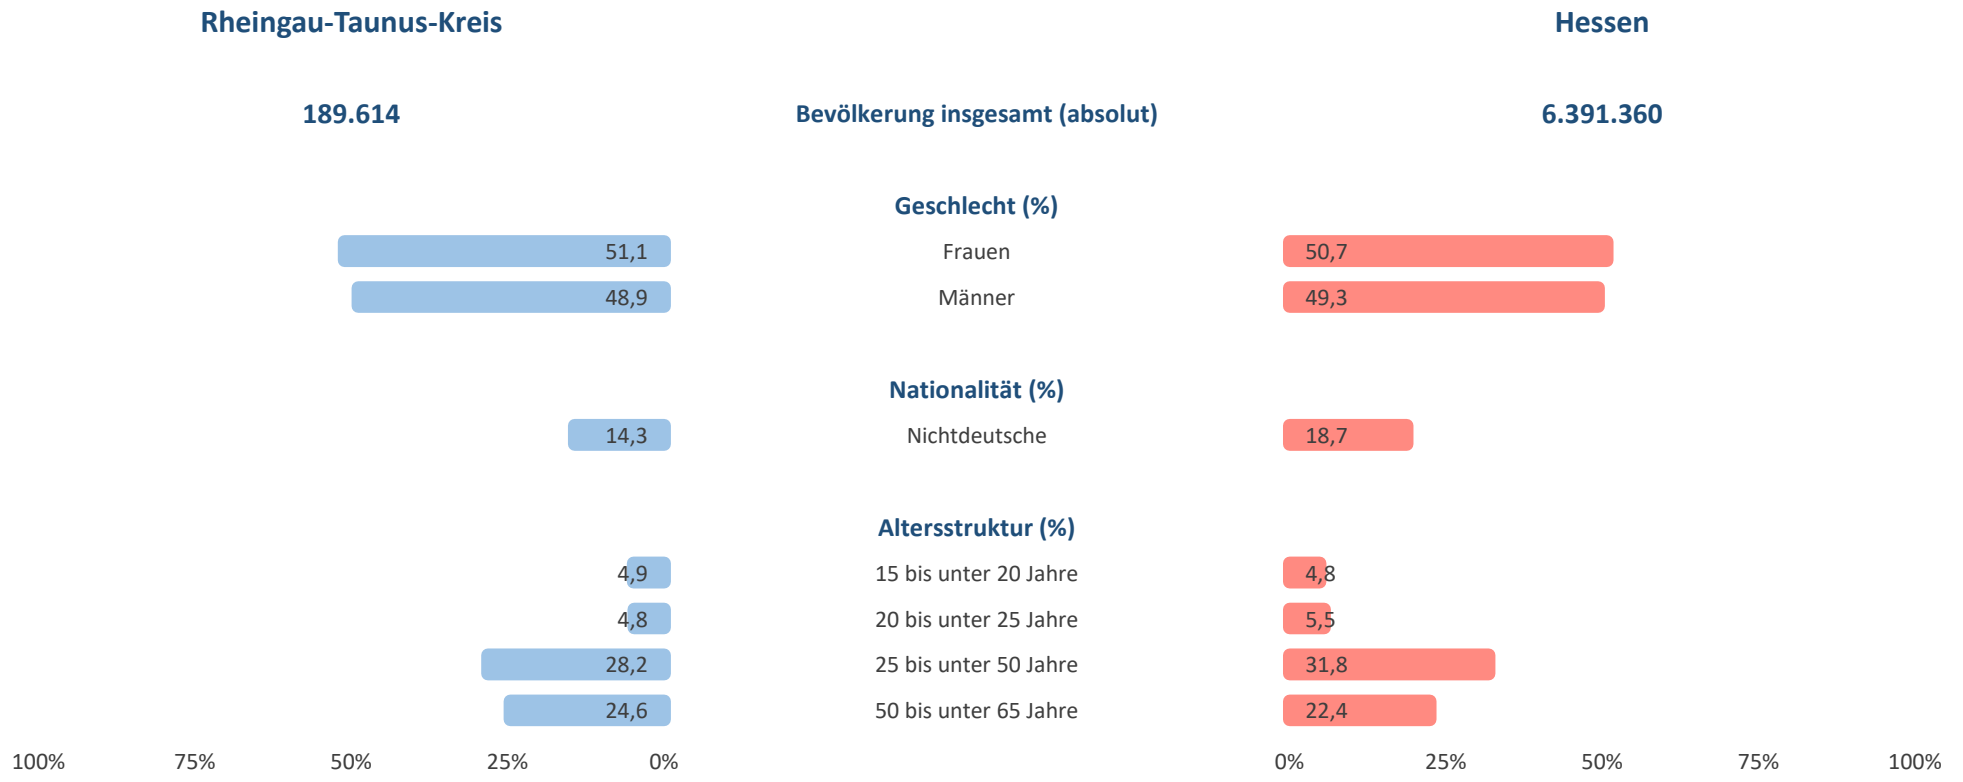 Rheingau-Taunus-Kreis Hessen
189.614 Bevölkerung insgesamt (absolut) 6.391.360
Geschlecht (%)
51,1 Frauen 50,7
48,9 Männer 49,3
Nationalität (%)
14,3 Nichtdeutsche 18,7
Altersstruktur (%)
4,9 15 bis unter 20 Jahre 4,8
4,8 20 bis unter 25 Jahre 5,5
28,2 25 bis unter 50 Jahre 31,8
24,6 50 bis unter 65 Jahre 22,4
100% 75% 50% 25% 0% 0% 25% 50% 75% 100%